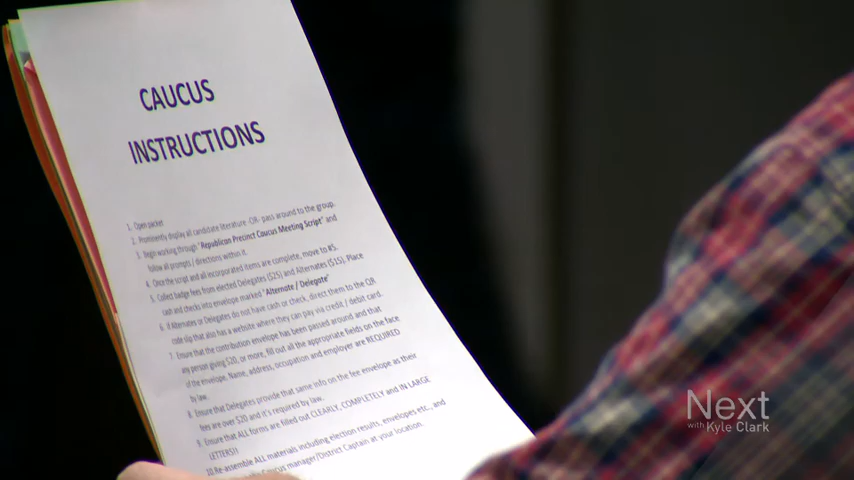 CAUCUS
INSTRUCTIONS
1. Open packet
2. Prominently display all candidate literature -OR- pass around to the group.
3. Begin working through "Republican Precinct Caucus Meeting Script" and
follow all prompts / directions within it.
4. Once the script and all incorporated items are complete, move to #5.
5. Collect badge fees from elected Delegates ($25) and Alternates ($15). Place
cash and checks into envelope marked "Alternate / Delegate"
6. If Alternates or Delegates do not have cash or check, direct them to the QR
code slip that also has a website where they can pay via credit / debit card.
7. Ensure that the contribution envelope has been passed around and that
any person giving $20, or more, fill out all the appropriate fields on the face
of the envelope. Name, address, occupation and employer are REQUIRED
by law.
8. Ensure that Delegates provide that same info on the fee envelope as their
fees are over $20 and it's required by law.
9. Ensure that ALL forms are filled out CLEARLY, COMPLETELY and IN LARGE
LETTERS!!
10. Re-assemble ALL materials including election results, envelopes etc., and
Caucus manager/District Captain at your location.
Next
with Kyle Clark